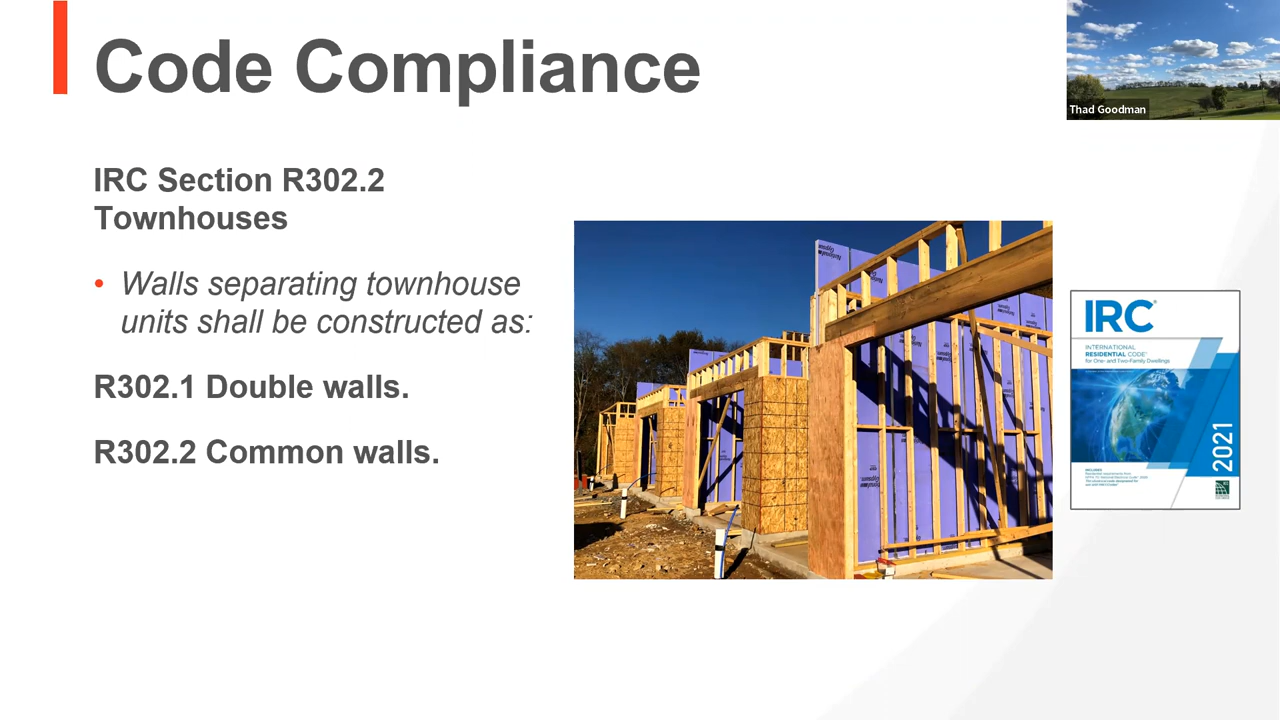 Code Compliance
Thad Goodman
IRC Section R302.2
Townhouses
• Walls separating townhouse
units shall be constructed as:
R302.1 Double walls.
R302.2 Common walls.
IRC®
INTERNATIONAL
RESIDENTIAL CODE®
for One- and Two-Family Dwellings
2021